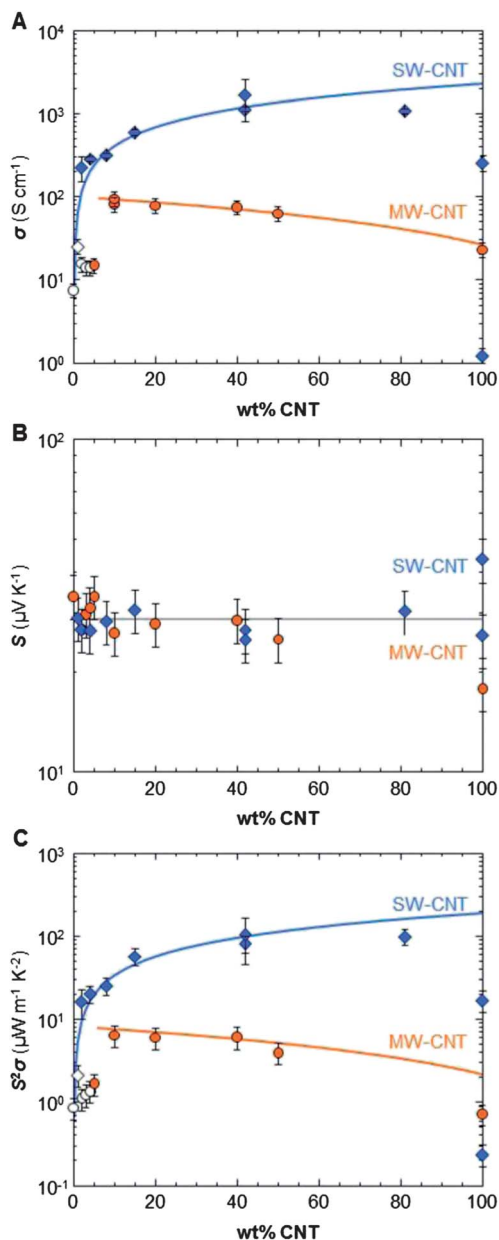 A
10⁴
SW-CNT
10³
σ (S cm⁻¹)
10²
MW-CNT
10¹
10⁰
0 20 40 60 80 100
wt% CNT
B
10²
SW-CNT
S (µV K⁻¹)
MW-CNT
10¹
0 20 40 60 80 100
wt% CNT
C
10³
SW-CNT
10²
S²σ (µW m⁻¹ K⁻²)
10¹
MW-CNT
10⁰
10⁻¹
0 20 40 60 80 100
wt% CNT